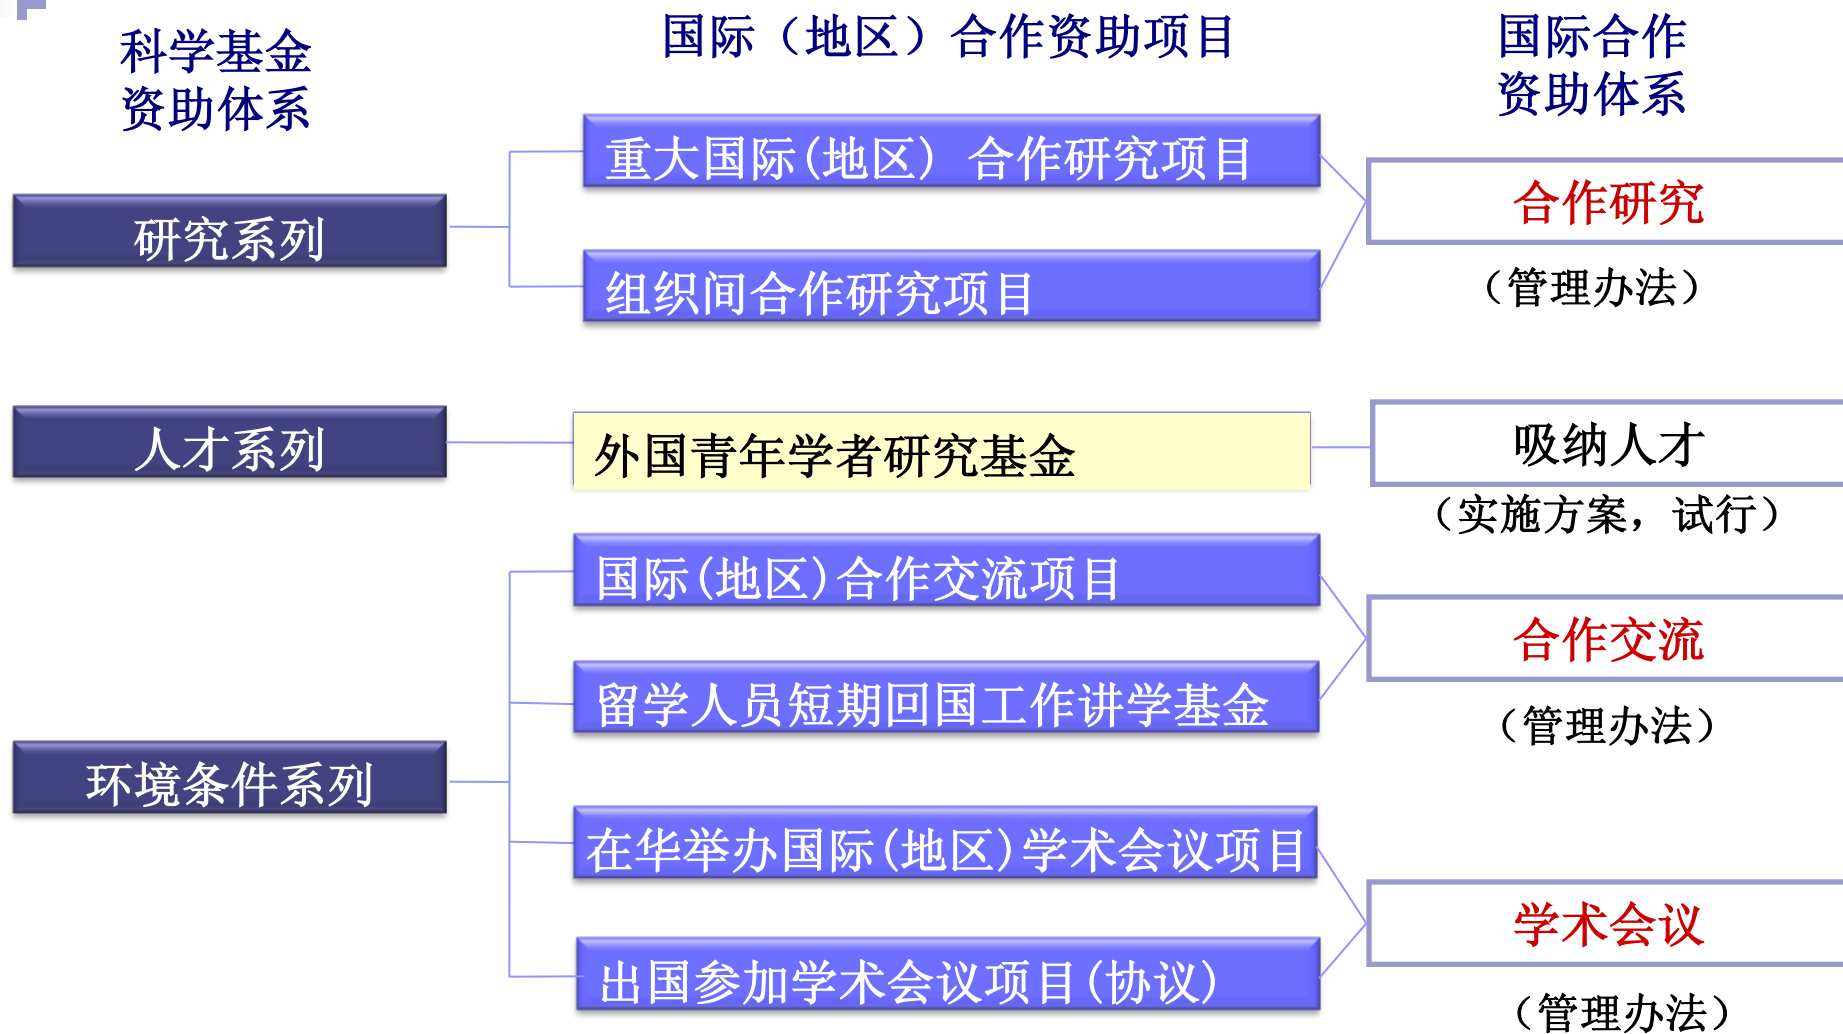 科学基金
资助体系
国际（地区）合作资助项目
国际合作
资助体系
研究系列
重大国际(地区) 合作研究项目
组织间合作研究项目
合作研究
（管理办法）
人才系列
外国青年学者研究基金
吸纳人才
（实施方案，试行）
环境条件系列
国际(地区)合作交流项目
留学人员短期回国工作讲学基金
合作交流
（管理办法）
在华举办国际(地区)学术会议项目
出国参加学术会议项目(协议)
学术会议
（管理办法）